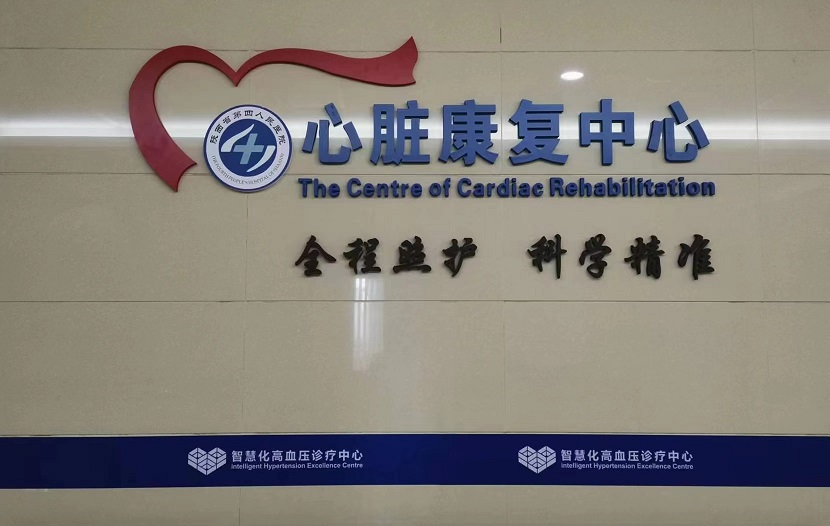 陕西省第四人民医院
心脏康复中心
The Centre of Cardiac Rehabilitation
全程照护 科学精准
智慧化高血压诊疗中心
Intelligent Hypertension Excellence Centre
智慧化高血压诊疗中心
Intelligent Hypertension Excellence Centre